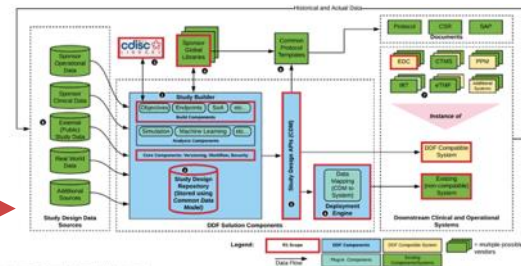 Historical and Actual Data
Protocol
CSR
SAP
Documents
cdisc
LIBRARY
Sponsor
Global
Libraries
Common
Protocol
Templates
Sponsor
Operational
Data
Sponsor
Clinical
Data
External
(Public)
Study Data
Real World
Data
Additional
Sources
Study Design Data
Sources
Study Builder
Objectives
Endpoints
SoA
etc...
Build Components
Simulation
Machine Learning
etc...
Analysis Components
Core Components: Versioning, Workflow, Security
Study Design
Repository
(Stored using
Common Data
Model)
DDF Solution Components
Study Design APIs (CDM)
Data
Mapping
(CDM to
System)
Deployment
Engine
EDC
CTMS
PPM
IRT
eTMF
Additional
Systems
Instance of
DDF Compatible
System
Existing
(non-compatible) System
Downstream Clinical and Operational
Systems
Legend:
R1 Scope
DDF Components
DDF Compatible System
= multiple possible
vendors
Data Flow